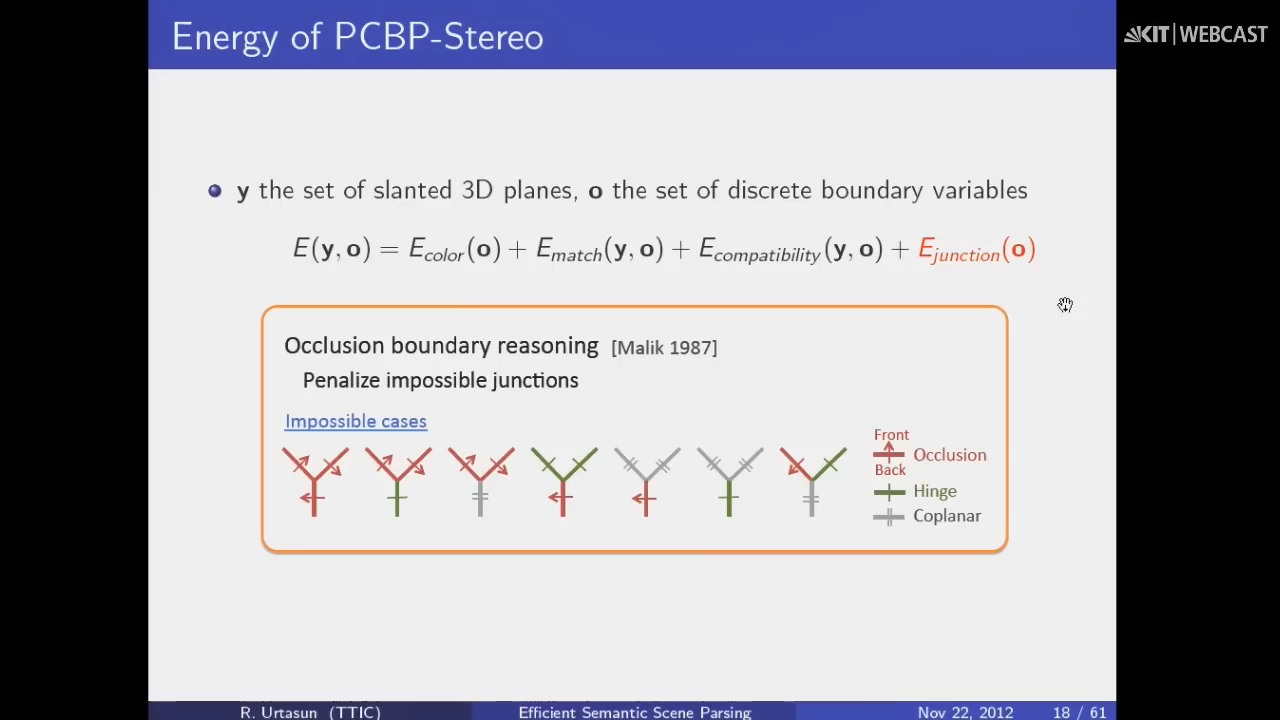 Energy of PCBP-Stereo
KIT WEBCAST
y the set of slanted 3D planes, o the set of discrete boundary variables
E(y, o) = E_color(o) + E_match(y, o) + E_compatibility(y, o) + E_junction(o)
Occlusion boundary reasoning [Malik 1987]
Penalize impossible junctions
Impossible cases
Front
Occlusion
Back
Hinge
Coplanar
R. Urtasun (TTIC) Efficient Semantic Scene Parsing Nov 22, 2012 18 / 61